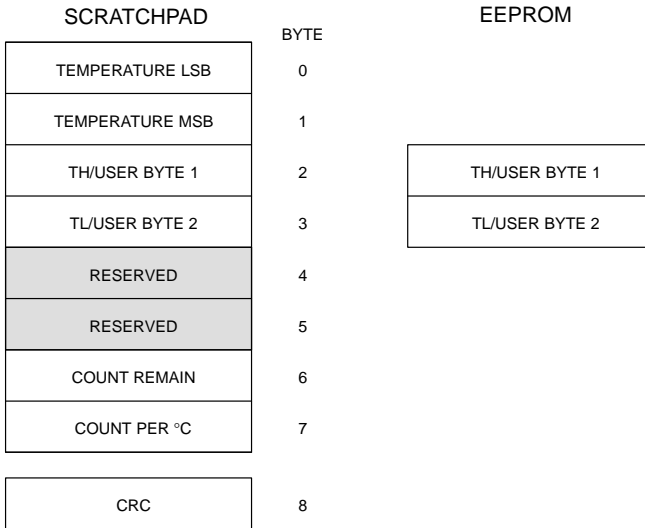 SCRATCHPAD
EEPROM
BYTE
TEMPERATURE LSB 0
TEMPERATURE MSB 1
TH/USER BYTE 1 2 TH/USER BYTE 1
TL/USER BYTE 2 3 TL/USER BYTE 2
RESERVED 4
RESERVED 5
COUNT REMAIN 6
COUNT PER °C 7
CRC 8